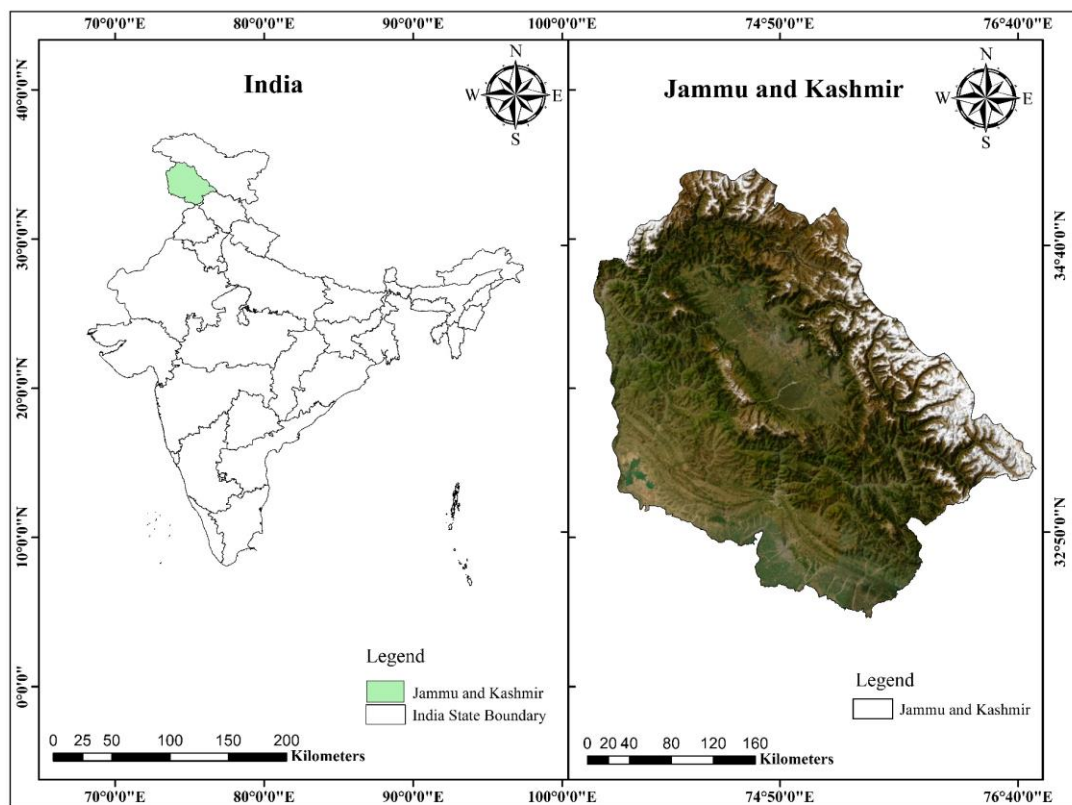 70°0'0"E 80°0'0"E 90°0'0"E 100°0'0"E
74°50'0"E 76°40'0"E
India
N
W E
S
40°0'0"N
30°0'0"N
20°0'0"N
10°0'0"N
0°0'0"
Legend
Jammu and Kashmir
India State Boundary
0 25 50 100 150 200
Kilometers
70°0'0"E 80°0'0"E 90°0'0"E 100°0'0"E
Jammu and Kashmir
N
W E
S
34°40'0"N
32°50'0"N
Legend
Jammu and Kashmir
0 20 40 80 120 160
Kilometers
74°50'0"E 76°40'0"E